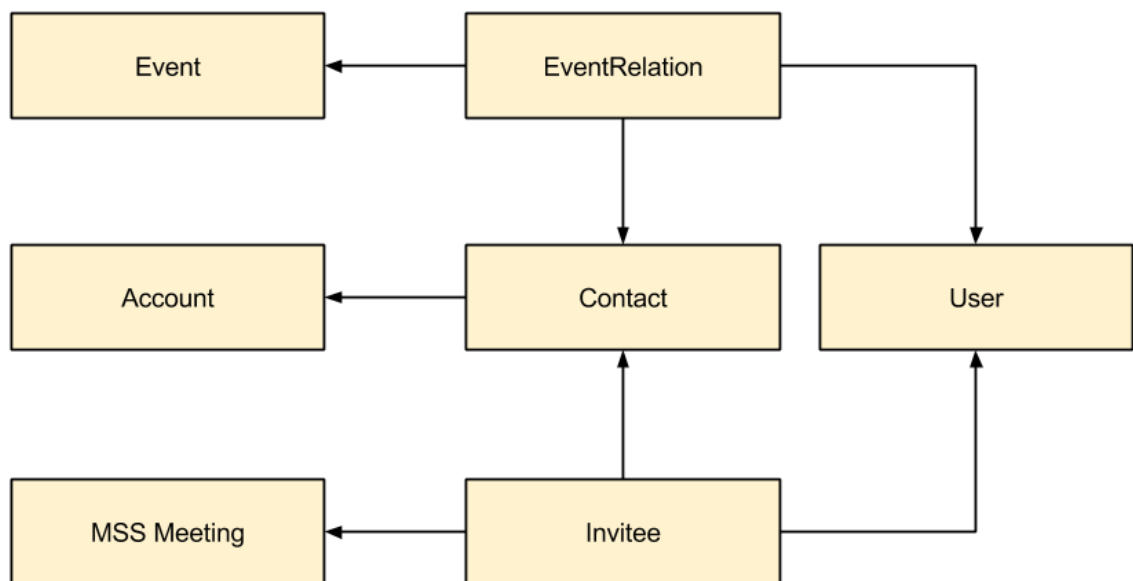 Event
EventRelation
Account
Contact
User
MSS Meeting
Invitee